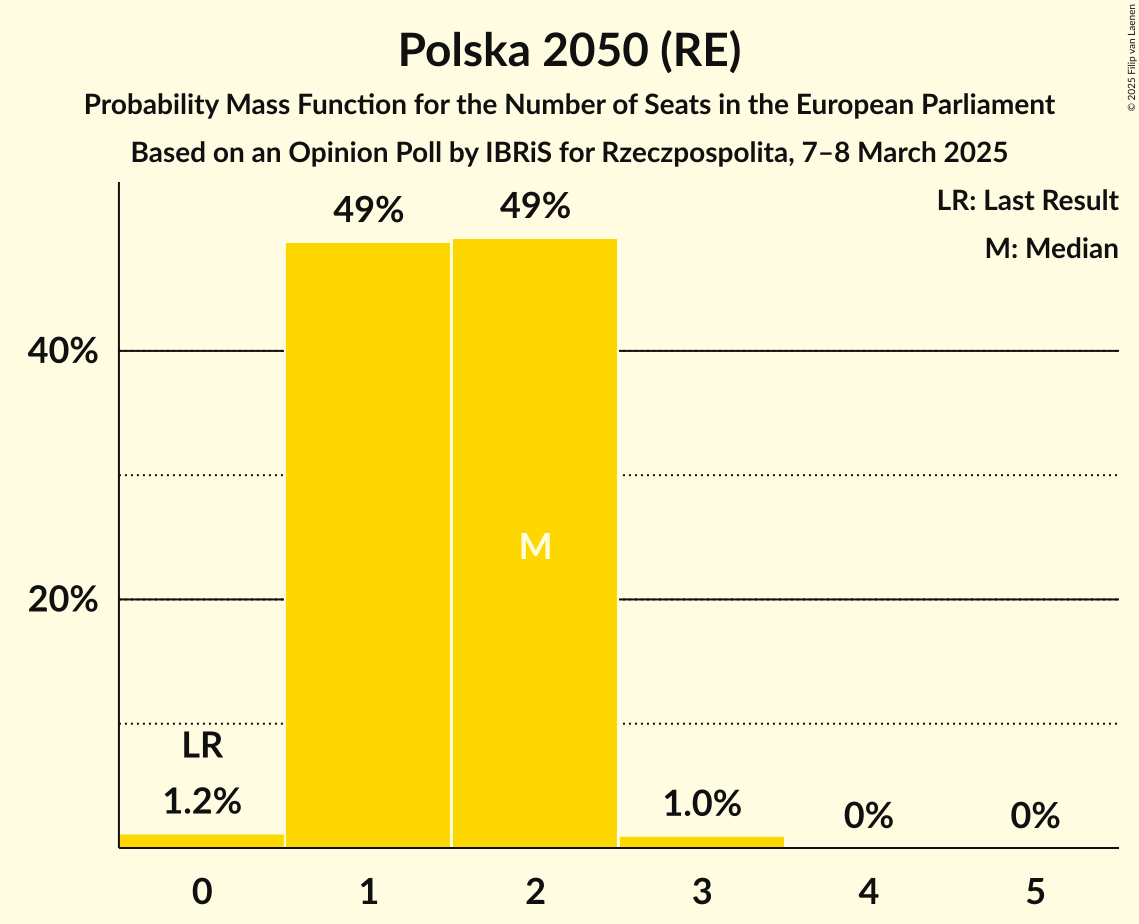 Polska 2050 (RE)
Probability Mass Function for the Number of Seats in the European Parliament
Based on an Opinion Poll by IBRiS for Rzeczpospolita, 7–8 March 2025
© 2025 Filip van Laenen
LR: Last Result
M: Median
49%
49%
40%
M
20%
LR
1.2%
1.0%
0%
0%
0
1
2
3
4
5